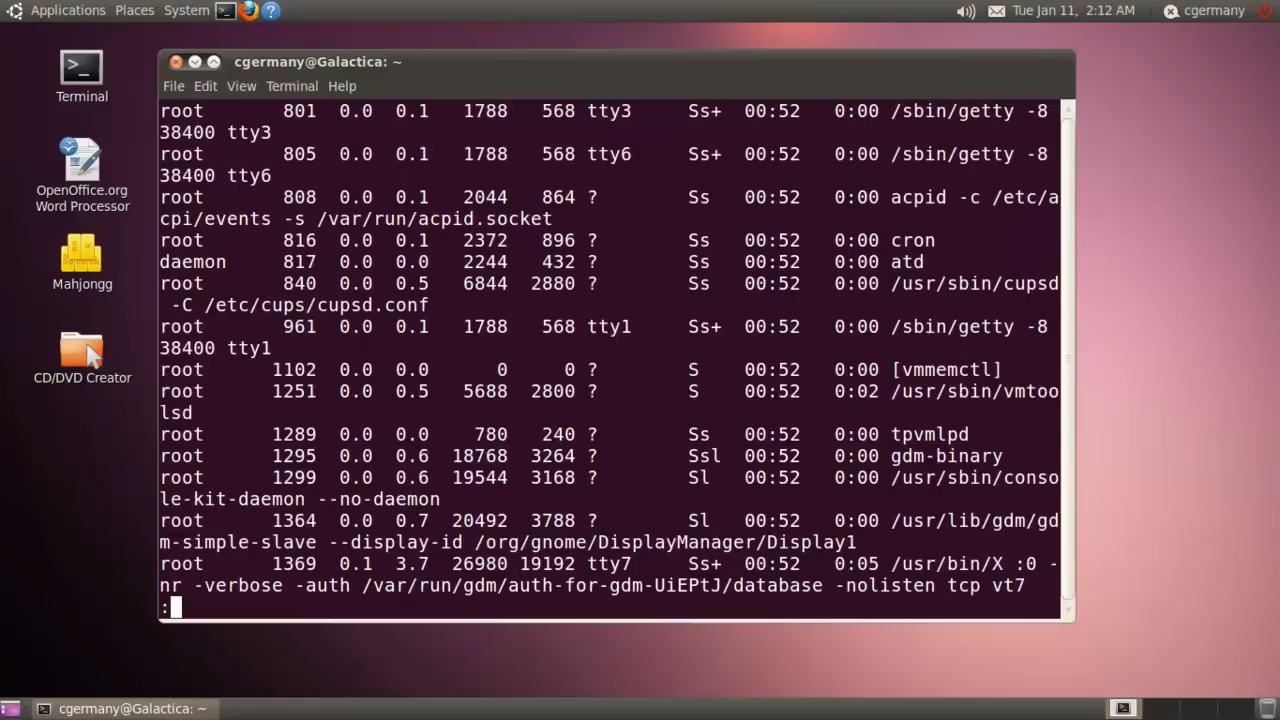 Applications Places System
Tue Jan 11, 2:12 AM cgermany
Terminal
OpenOffice.org
Word Processor
Mahjongg
CD/DVD Creator
cgermany@Galactica: ~
File Edit View Terminal Help
root 801 0.0 0.1 1788 568 tty3 Ss+ 00:52 0:00 /sbin/getty -8
38400 tty3
root 805 0.0 0.1 1788 568 tty6 Ss+ 00:52 0:00 /sbin/getty -8
38400 tty6
root 808 0.0 0.1 2044 864 ? Ss 00:52 0:00 acpid -c /etc/a
cpi/events -s /var/run/acpid.socket
root 816 0.0 0.1 2372 896 ? Ss 00:52 0:00 cron
daemon 817 0.0 0.0 2244 432 ? Ss 00:52 0:00 atd
root 840 0.0 0.5 6844 2880 ? Ss 00:52 0:00 /usr/sbin/cupsd
-C /etc/cups/cupsd.conf
root 961 0.0 0.1 1788 568 tty1 Ss+ 00:52 0:00 /sbin/getty -8
38400 tty1
root 1102 0.0 0.0 0 0 ? S 00:52 0:00 [vmmemctl]
root 1251 0.0 0.5 5688 2800 ? S 00:52 0:02 /usr/sbin/vmtoo
lsd
root 1289 0.0 0.0 780 240 ? Ss 00:52 0:00 tpvmlpd
root 1295 0.0 0.6 18768 3264 ? Ssl 00:52 0:00 gdm-binary
root 1299 0.0 0.6 19544 3168 ? Sl 00:52 0:00 /usr/sbin/conso
le-kit-daemon --no-daemon
root 1364 0.0 0.7 20492 3788 ? Sl 00:52 0:00 /usr/lib/gdm/gd
m-simple-slave --display-id /org/gnome/DisplayManager/Display1
root 1369 0.1 3.7 26980 19192 tty7 Ss+ 00:52 0:05 /usr/bin/X :0 -
nr -verbose -auth /var/run/gdm/auth-for-gdm-UiEPtJ/database -nolisten tcp vt7
:
cgermany@Galactica: ~